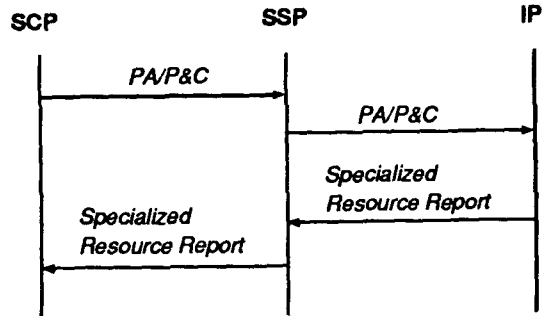 SCP SSP IP
PA/P&C
PA/P&C
Specialized
Resource Report
Specialized
Resource Report